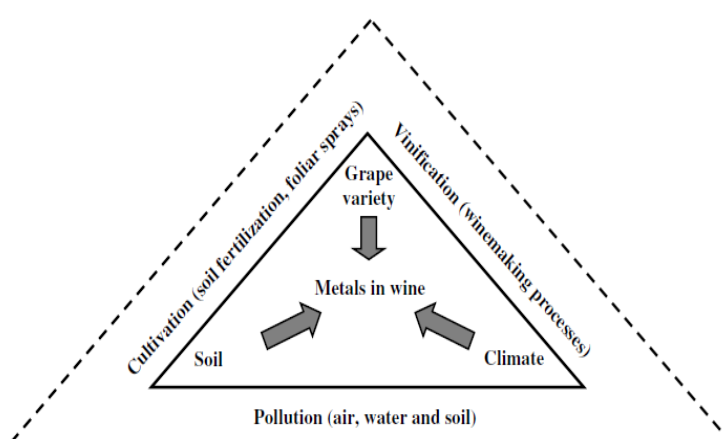 Cultivation (soil fertilization, foliar sprays)
Vinification (winemaking processes)
Grape
variety
Metals in wine
Soil
Climate
Pollution (air, water and soil)